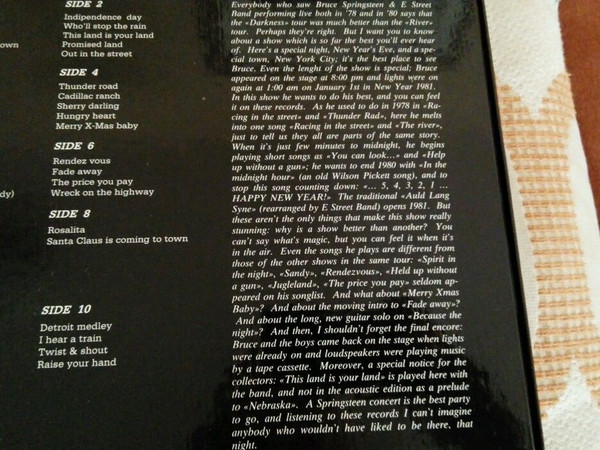 SIDE 2
Indipendence day
Who'll stop the rain
This land is your land
Promised land
Out in the street
own
SIDE 4
Thunder road
Cadillac ranch
Sherry darling
Hungry heart
Merry X-Mas baby
SIDE 6
Rendez vous
Fade away
The price you pay
Wreck on the highway
dy)
SIDE 8
Rosalita
Santa Claus is coming to town
SIDE 10
Detroit medley
I hear a train
Twist & shout
Raise your hand
Everybody who saw Bruce Springsteen & E Street
Band performing live both in '78 and in '80 says that
the «Darkness» tour was much better than the «River»
tour. Perhaps they're right. But I want you to know
about a show which is so far the best you'll ever hear
of. Here's a special night, New Year's Eve, and a spe-
cial town, New York City; it's the best place to see
Bruce. Even the lenght of the show is special; Bruce
appeared on the stage at 8:00 pm and lights were on
again at 1:00 am on January 1st in New Year 1981.
In this show he wants to do his best, and you can feel
it on these records. As he used to do in 1978 in «Ra-
cing in the street» and «Thunder Rad», here he melts
into one song «Racing in the street» and «The river»,
just to tell us they all are parts of the same story.
When it's just few minutes to midnight, he begins
playing short songs as «You can look...» and «Help
up without a gun»; he wants to end 1980 with «In the
midnight hour» (an old Wilson Pickett song), and to
stop this song counting down: «... 5, 4, 3, 2, 1 ...
HAPPY NEW YEAR!» The traditional «Auld Lang
Syne» (rearranged by E Street Band) opens 1981. But
these aren't the only things that make this show really
stunning: why is a show better than another? You
can't say what's magic, but you can feel it when it's
in the air. Even the songs he plays are different from
those of the other shows in the same tour: «Spirit in
the night», «Sandy», «Rendezvous», «Held up without
a gun», «Jugleland», «The price you pay» seldom ap-
peared on his songlist. And what about «Merry Xmas
Baby»? And about the moving intro to «Fade away»?
And about the long, new guitar solo on «Because the
night»? And then, I shouldn't forget the final encore:
Bruce and the boys came back on the stage when lights
were already on and loudspeakers were playing music
by a tape cassette. Moreover, a special notice for the
collectors: «This land is your land» is played here with
the band, and not in the acoustic edition as a prelude
to «Nebraska». A Springsteen concert is the best party
to go, and listening to these records I can't imagine
anybody who wouldn't have liked to be there, that
night.